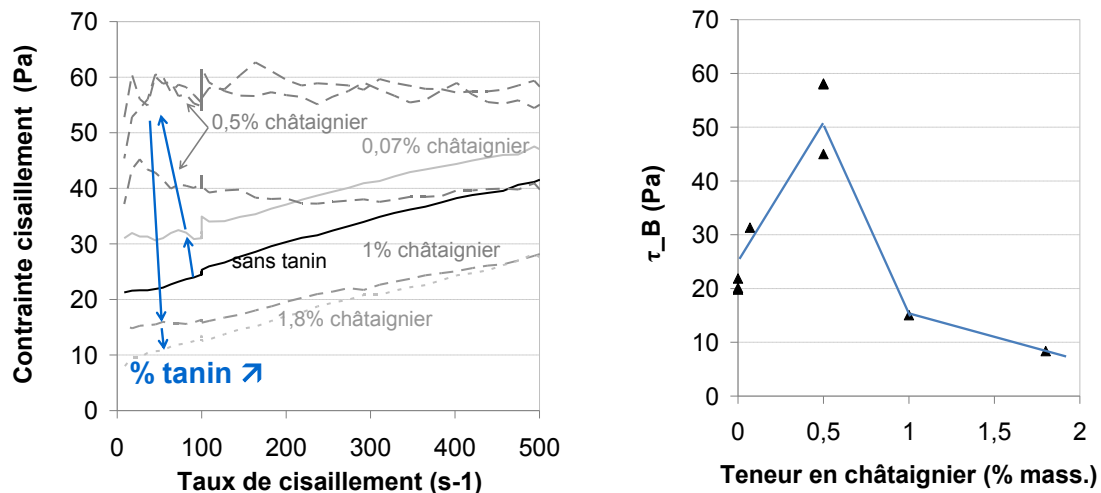 70
60
50
40
30
20
10
0
Contrainte cisaillement (Pa)
0,5% châtaignier
0,07% châtaignier
sans tanin
1% châtaignier
1,8% châtaignier
% tanin ↗
0 100 200 300 400 500
Taux de cisaillement (s-1)
70
60
50
40
30
20
10
0
τ_B (Pa)
0 0,5 1 1,5 2
Teneur en châtaignier (% mass.)